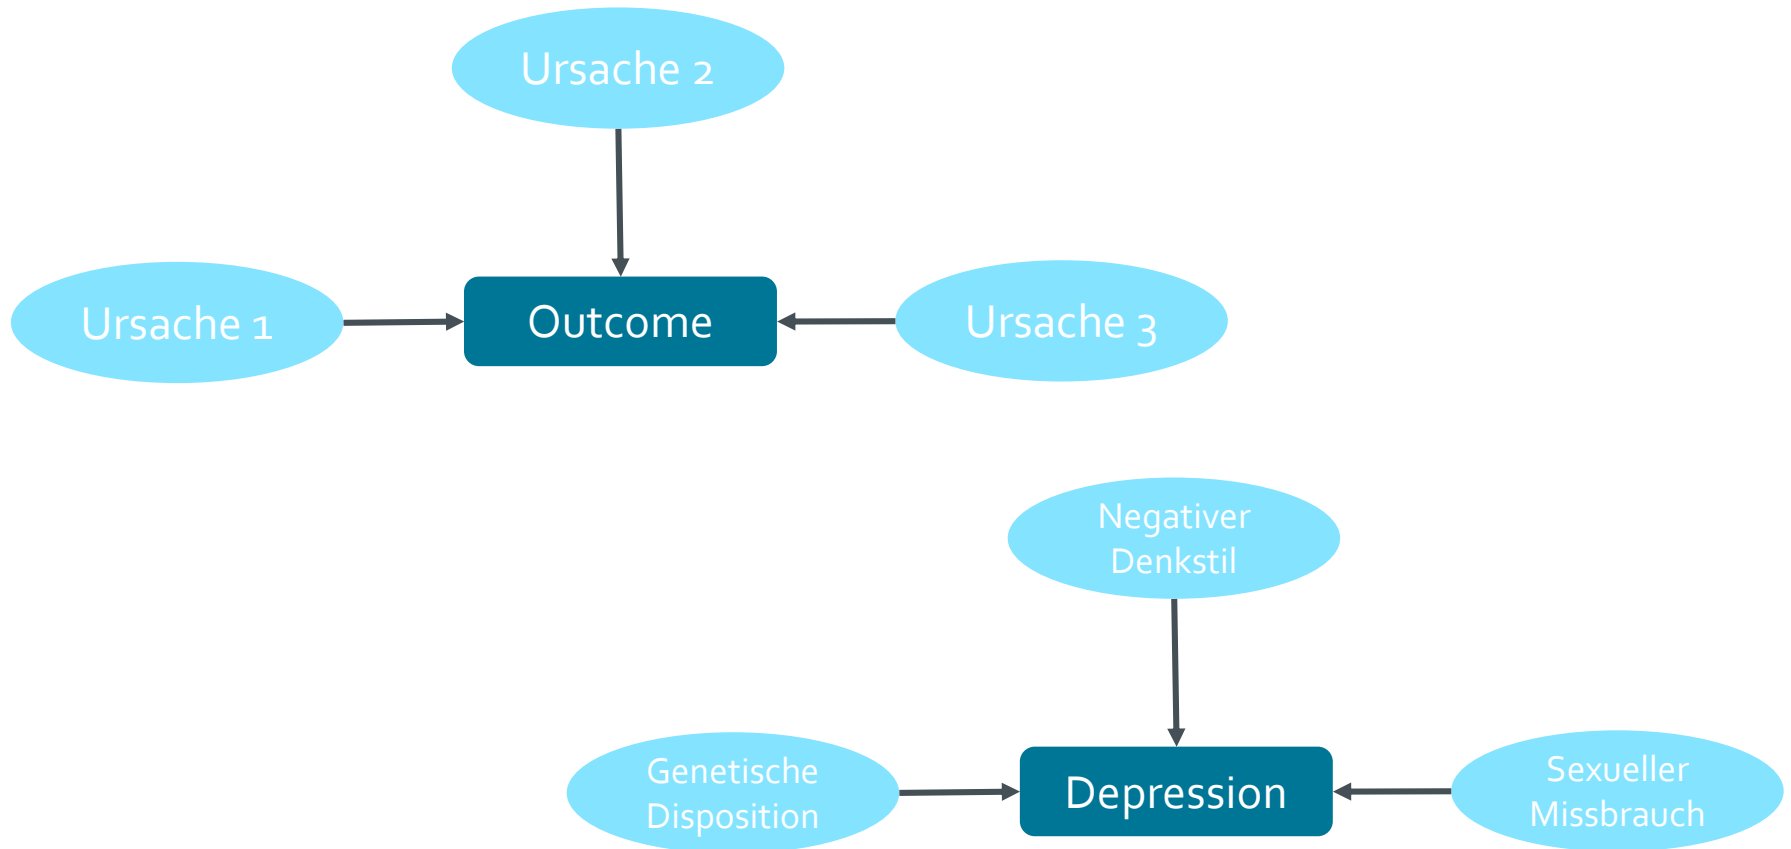 Ursache 2
Ursache 1
Outcome
Ursache 3
Negativer
Denkstil
Genetische
Disposition
Depression
Sexueller
Missbrauch